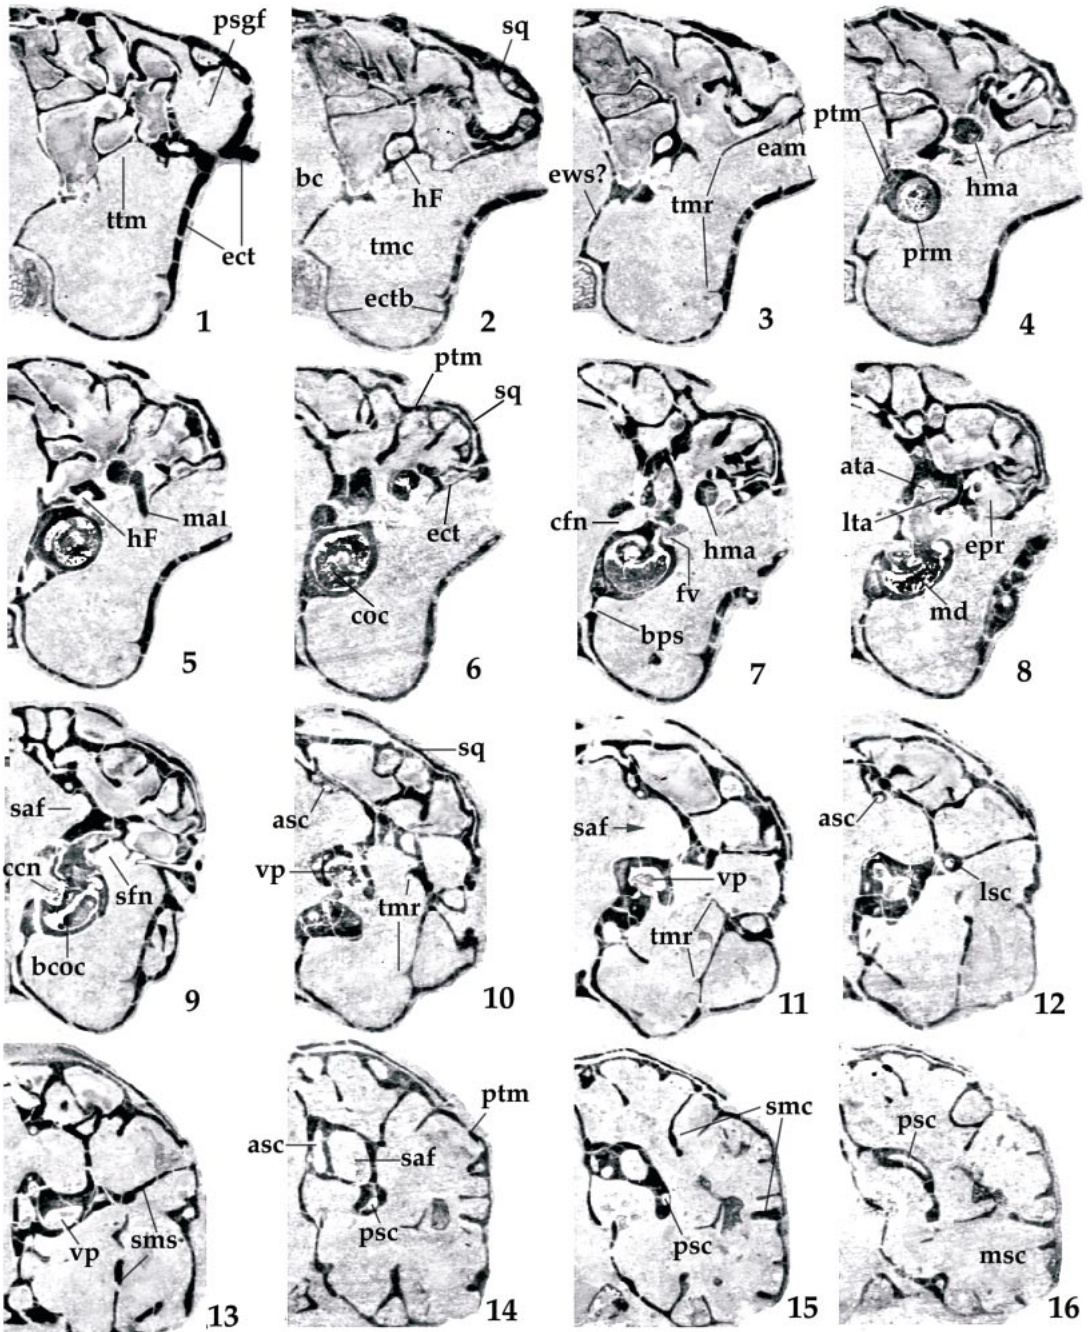 psgf
ttm
ect
1
sq
bc
hF
tmc
ectb
2
ews?
eam
tmr
3
ptm
hma
prm
4
hF
mal
5
ptm
sq
ect
coc
6
cfn
hma
fv
bps
7
ata
lta
epr
md
8
saf
ccn
sfn
bcoc
9
sq
asc
vp
tmr
10
saf
vp
tmr
11
asc
lsc
12
vp
sms
13
ptm
asc
saf
psc
14
smc
psc
15
psc
msc
16